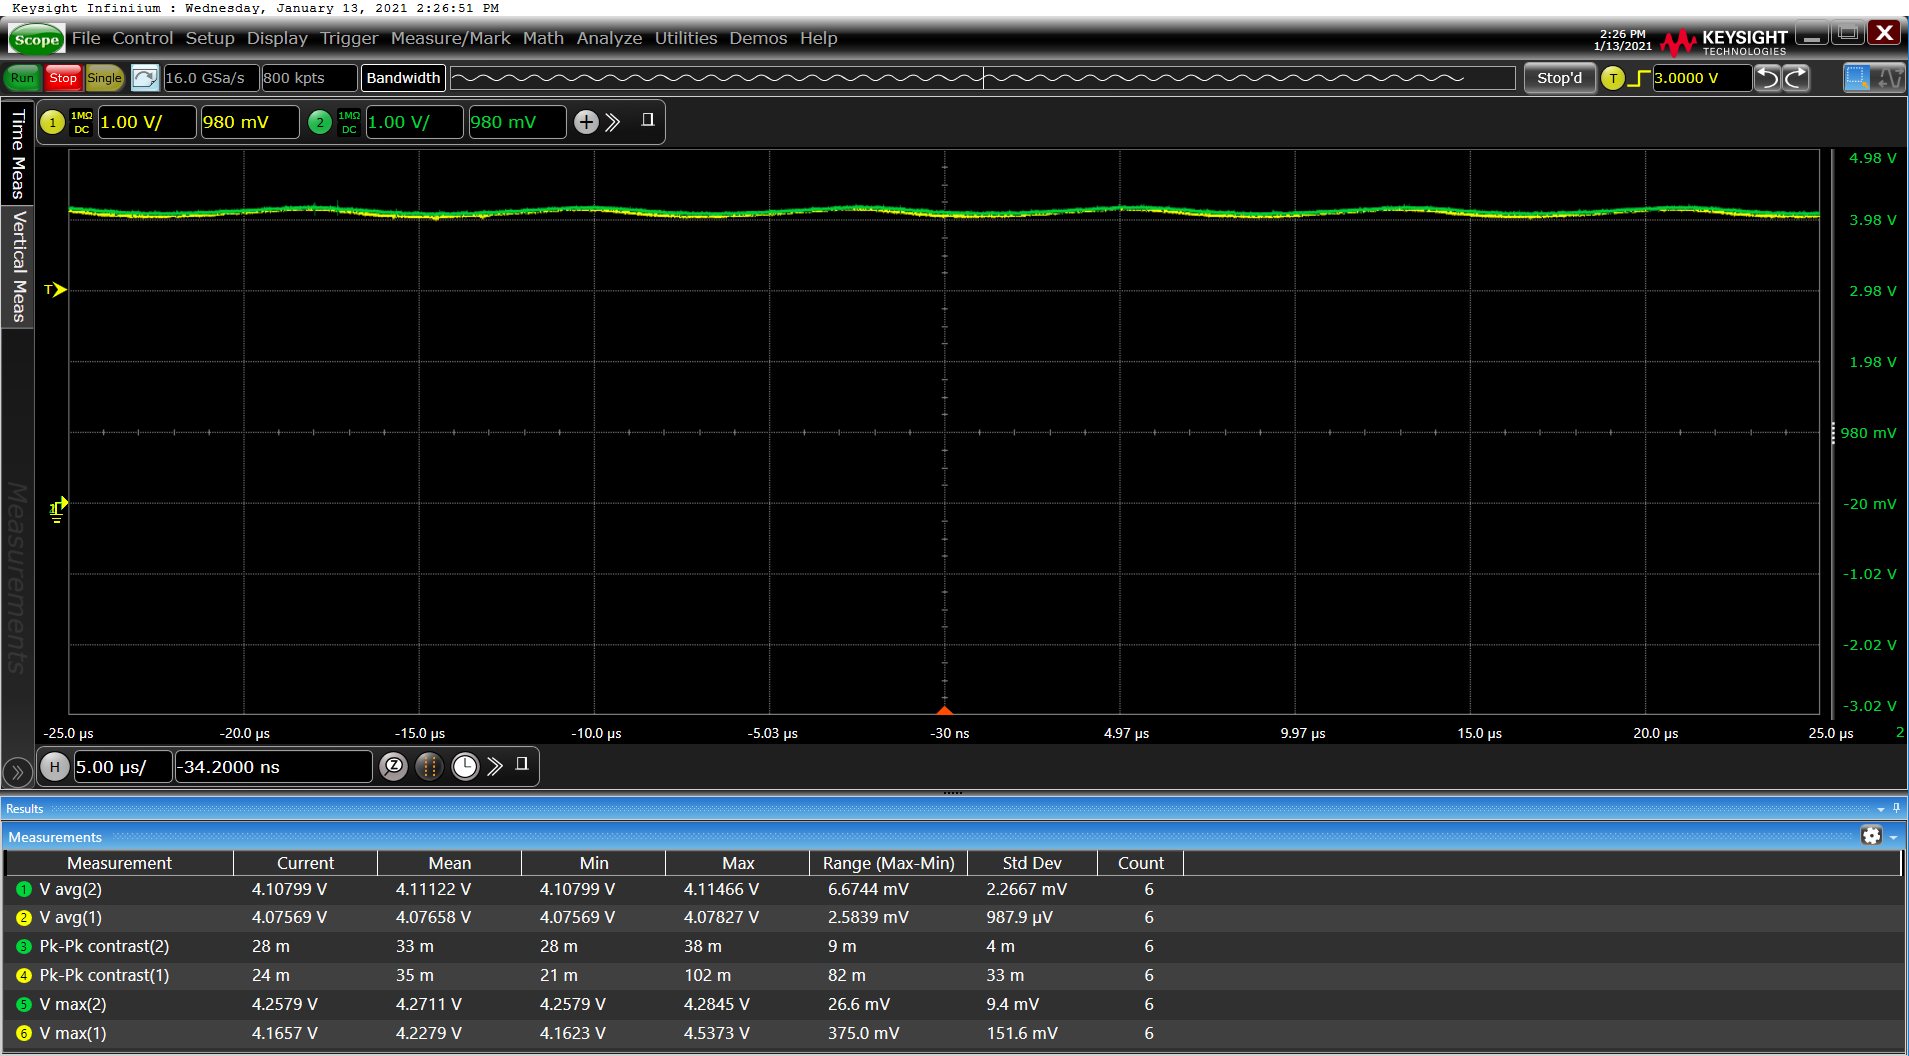 Keysight Infiniium : Wednesday, January 13, 2021 2:26:51 PM
Scope File Control Setup Display Trigger Measure/Mark Math Analyze Utilities Demos Help
2:26 PM
1/13/2021
KEYSIGHT
TECHNOLOGIES
Run Stop Single 16.0 GSa/s 800 kpts Bandwidth Stop'd T 3.0000 V
1 1MΩ DC 1.00 V/ 980 mV 2 1MΩ DC 1.00 V/ 980 mV
Time Meas
Vertical Meas
Measurements
T
4.98 V
3.98 V
2.98 V
1.98 V
980 mV
-20 mV
-1.02 V
-2.02 V
-3.02 V
-25.0 µs -20.0 µs -15.0 µs -10.0 µs -5.03 µs -30 ns 4.97 µs 9.97 µs 15.0 µs 20.0 µs 25.0 µs 2
H 5.00 µs/ -34.2000 ns Z
Results
Measurements
Measurement Current Mean Min Max Range (Max-Min) Std Dev Count
1 V avg(2) 4.10799 V 4.11122 V 4.10799 V 4.11466 V 6.6744 mV 2.2667 mV 6
2 V avg(1) 4.07569 V 4.07658 V 4.07569 V 4.07827 V 2.5839 mV 987.9 µV 6
3 Pk-Pk contrast(2) 28 m 33 m 28 m 38 m 9 m 4 m 6
4 Pk-Pk contrast(1) 24 m 35 m 21 m 102 m 82 m 33 m 6
5 V max(2) 4.2579 V 4.2711 V 4.2579 V 4.2845 V 26.6 mV 9.4 mV 6
6 V max(1) 4.1657 V 4.2279 V 4.1623 V 4.5373 V 375.0 mV 151.6 mV 6